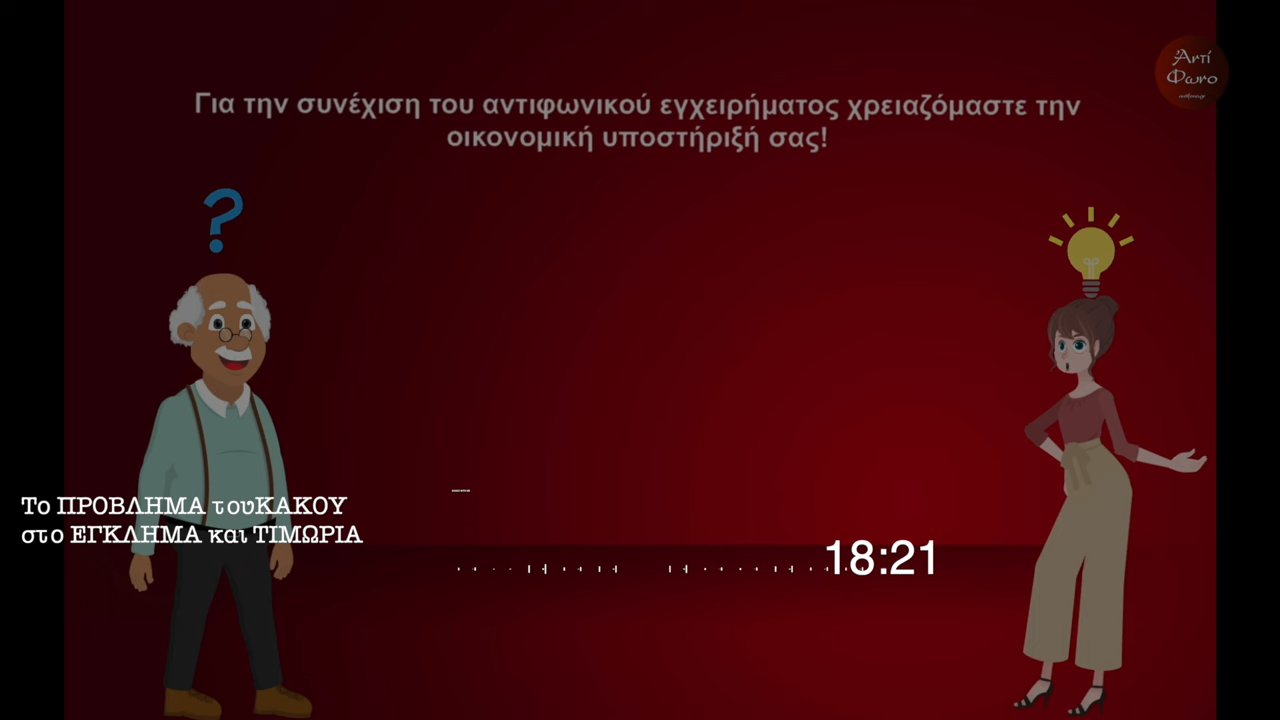 Ἀντί
Φωνο
Για την συνέχιση του αντιφωνικού εγχειρήματος χρειαζόμαστε την
οικονομική υποστήριξή σας!
?
Το ΠΡΟΒΛΗΜΑ τουΚΑΚΟΥ
στο ΕΓΚΛΗΜΑ και ΤΙΜΩΡΙΑ
18:21